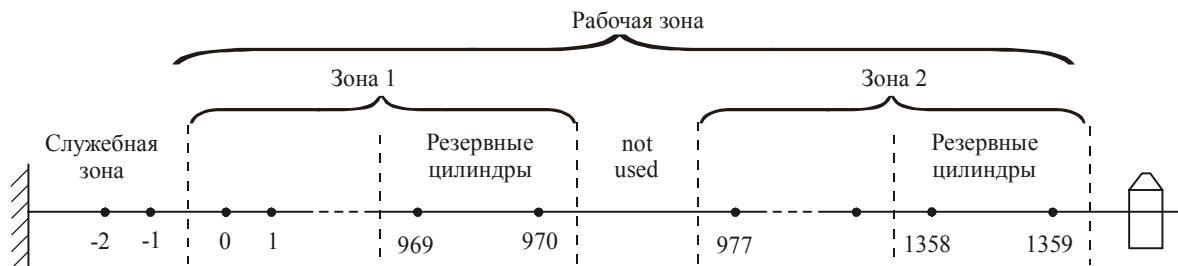 Рабочая зона
Зона 1
Зона 2
Служебная
зона
Резервные
цилиндры
not
used
Резервные
цилиндры
-2 -1 0 1 969 970 977 1358 1359